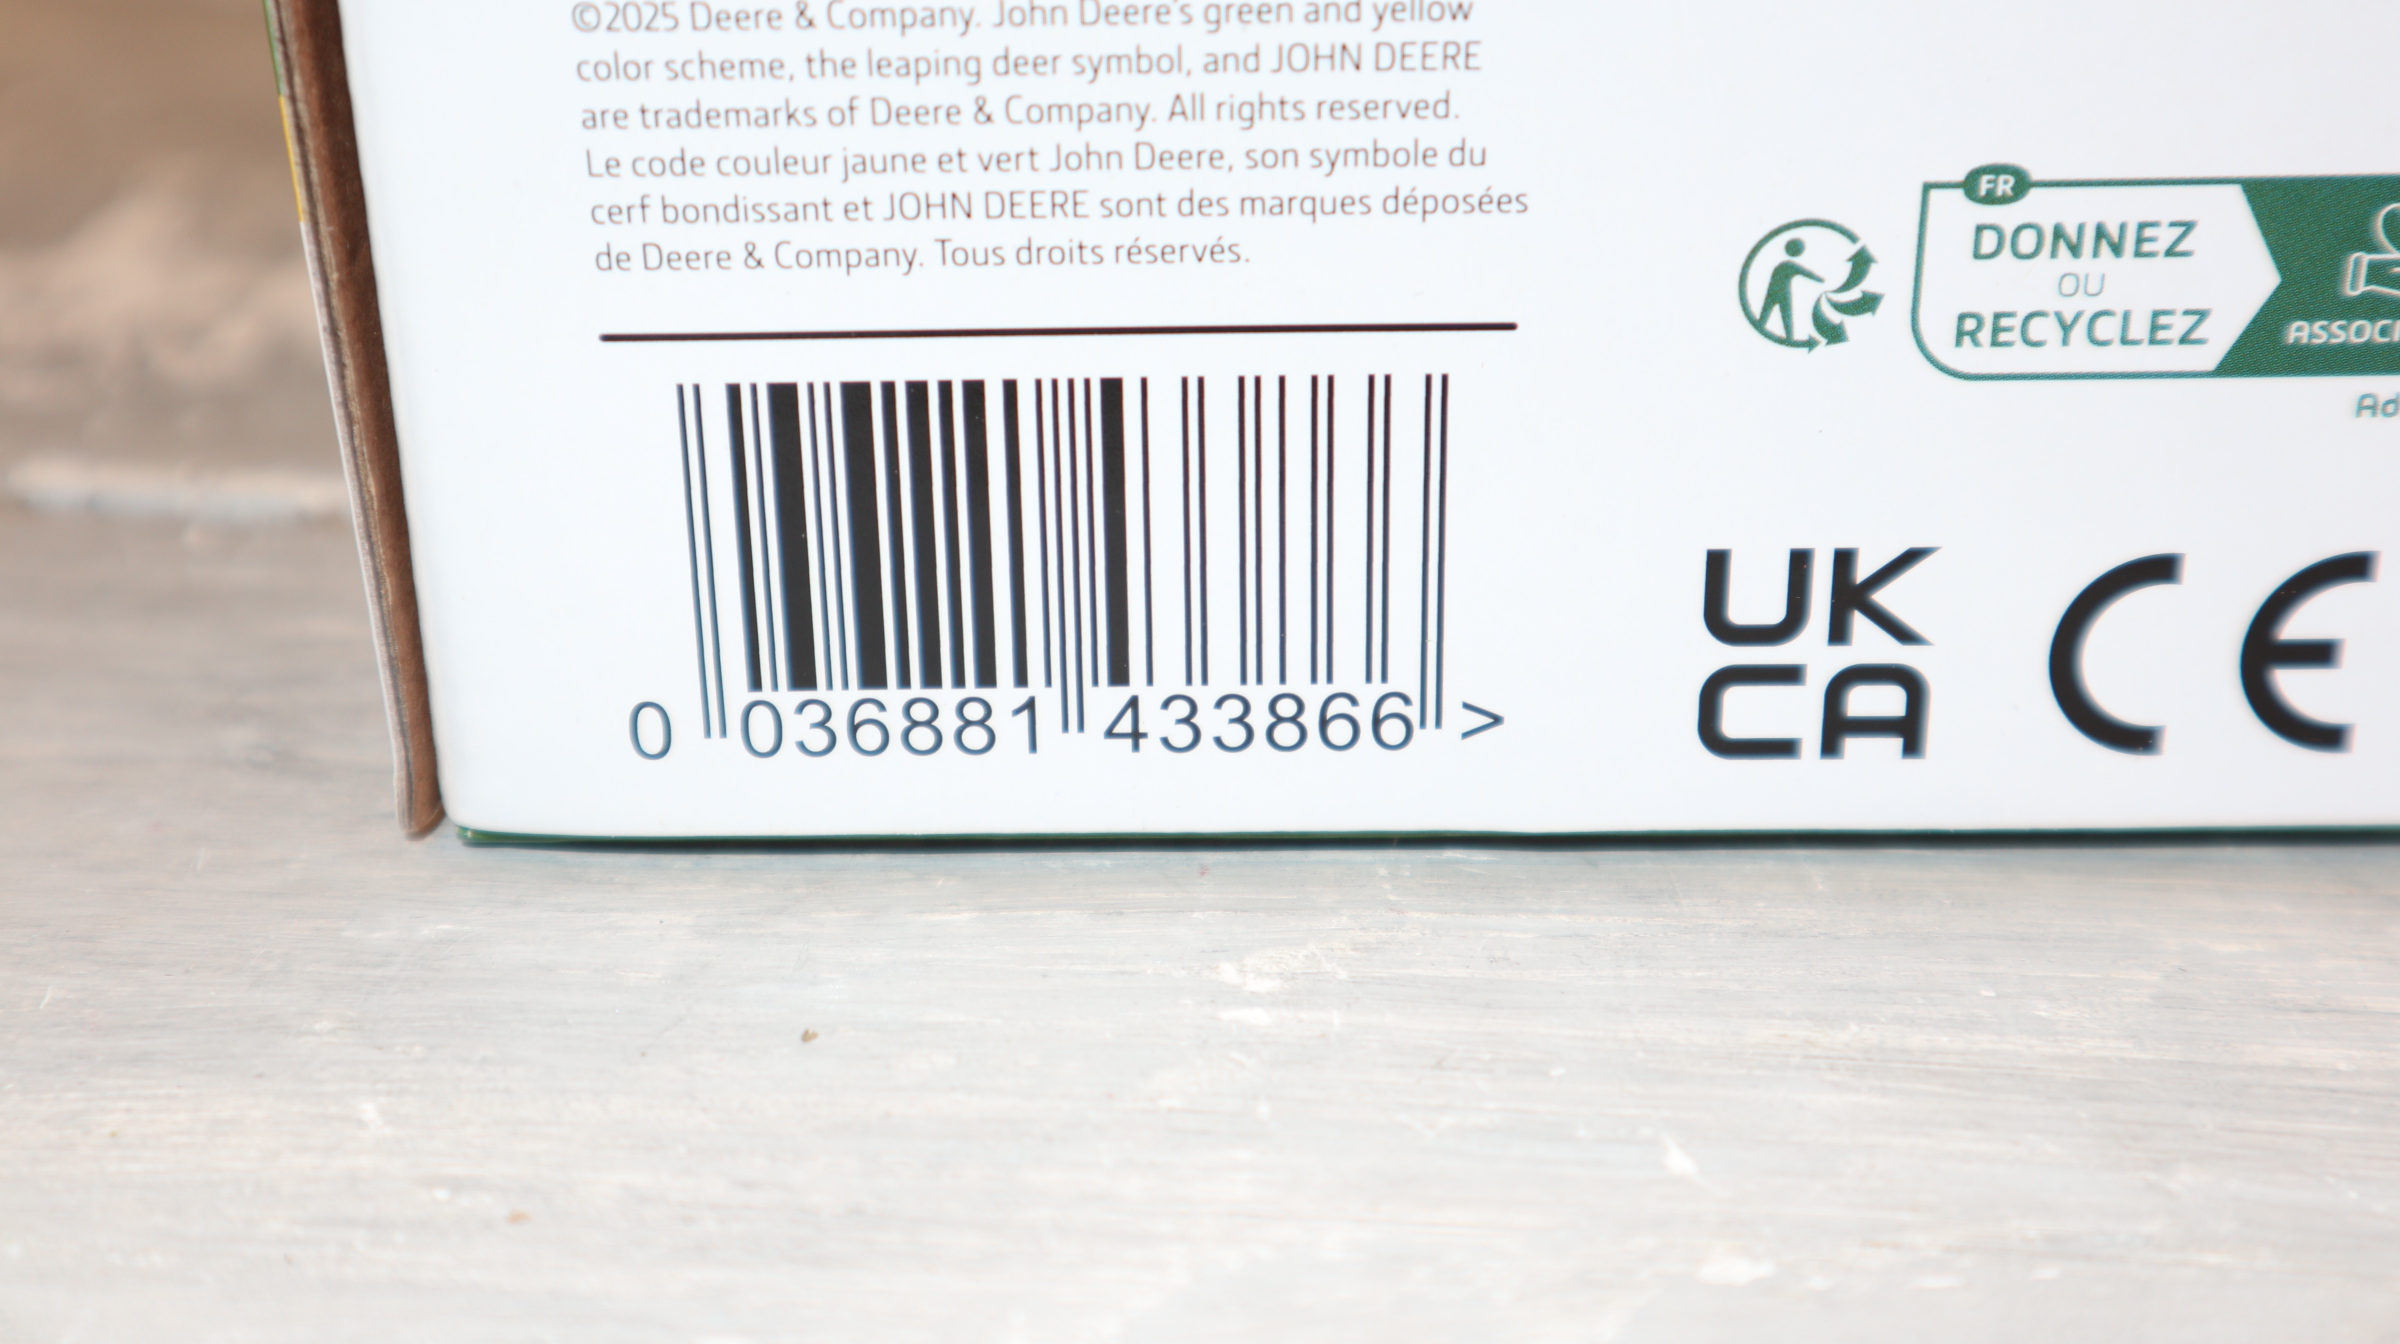 ©2025 Deere & Company. John Deere's green and yellow
color scheme, the leaping deer symbol, and JOHN DEERE
are trademarks of Deere & Company. All rights reserved.
Le code couleur jaune et vert John Deere, son symbole du
cerf bondissant et JOHN DEERE sont des marques déposées
de Deere & Company. Tous droits réservés.
0 036881 433866 >
FR
DONNEZ
OU
RECYCLEZ
UK
CA
CE